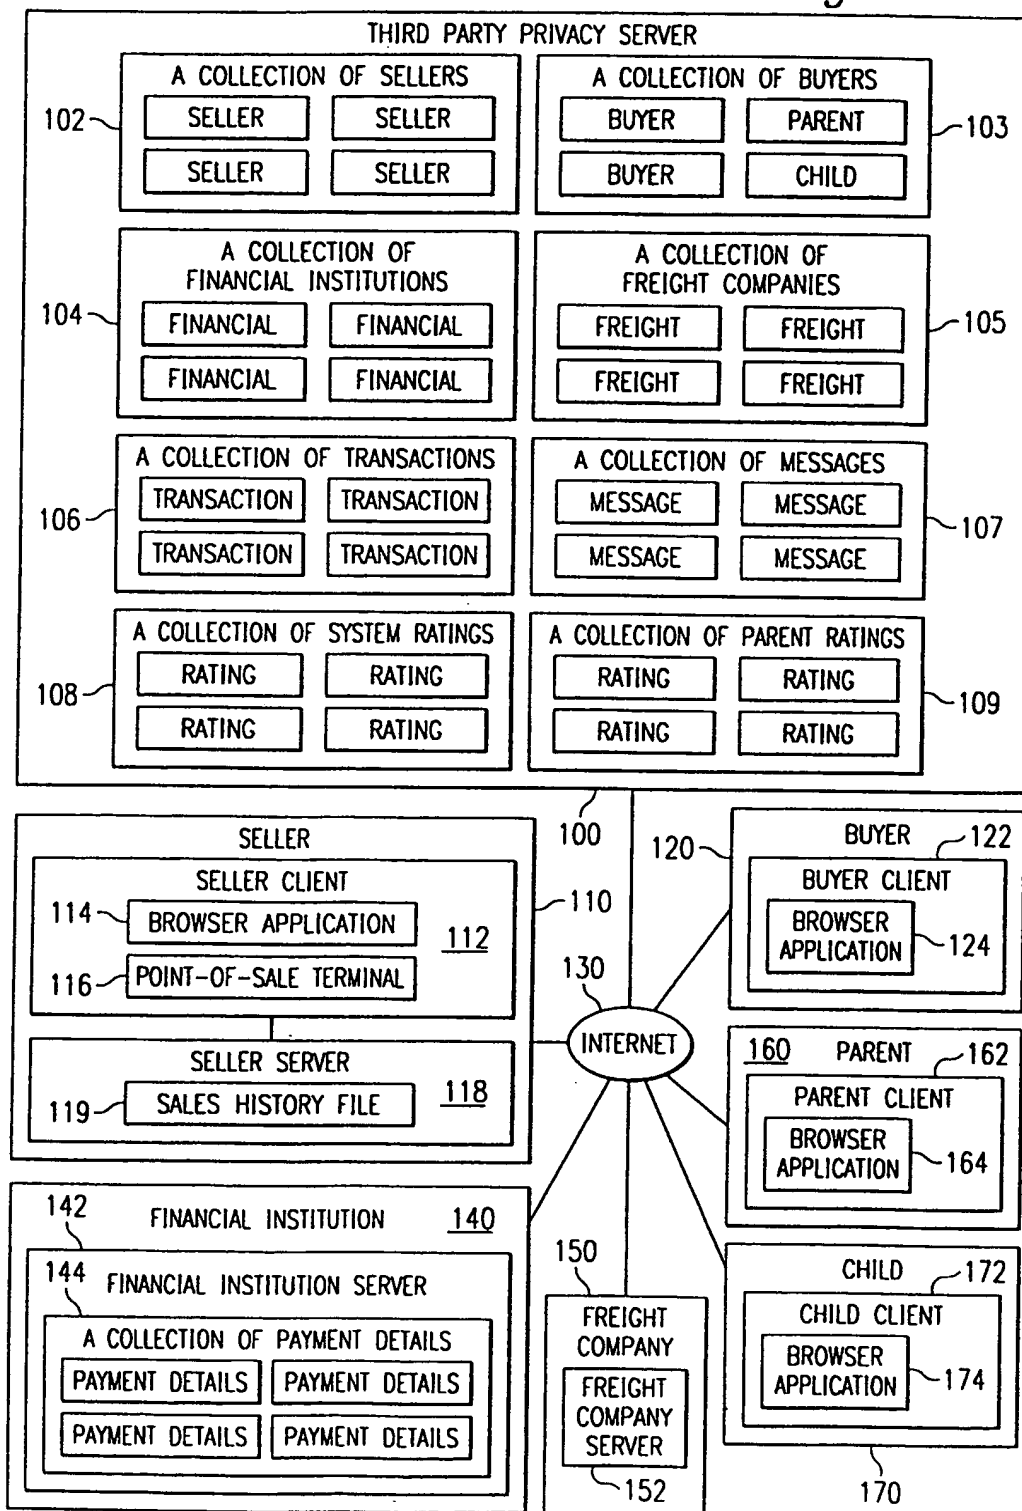 THIRD PARTY PRIVACY SERVER
A COLLECTION OF SELLERS
102
SELLER SELLER
SELLER SELLER
A COLLECTION OF BUYERS
BUYER PARENT
103
BUYER CHILD
A COLLECTION OF
FINANCIAL INSTITUTIONS
104
FINANCIAL FINANCIAL
FINANCIAL FINANCIAL
A COLLECTION OF
FREIGHT COMPANIES
FREIGHT FREIGHT
105
FREIGHT FREIGHT
A COLLECTION OF TRANSACTIONS
TRANSACTION TRANSACTION
106
TRANSACTION TRANSACTION
A COLLECTION OF MESSAGES
MESSAGE MESSAGE
107
MESSAGE MESSAGE
A COLLECTION OF SYSTEM RATINGS
RATING RATING
108
RATING RATING
A COLLECTION OF PARENT RATINGS
RATING RATING
109
RATING RATING
100
SELLER
SELLER CLIENT
114
BROWSER APPLICATION
112
110
116
POINT-OF-SALE TERMINAL
SELLER SERVER
119
SALES HISTORY FILE
118
130
INTERNET
120
BUYER
122
BUYER CLIENT
BROWSER
APPLICATION
124
160
PARENT
162
PARENT CLIENT
BROWSER
APPLICATION
164
142
FINANCIAL INSTITUTION
140
144
FINANCIAL INSTITUTION SERVER
A COLLECTION OF PAYMENT DETAILS
PAYMENT DETAILS PAYMENT DETAILS
PAYMENT DETAILS PAYMENT DETAILS
150
FREIGHT
COMPANY
FREIGHT
COMPANY
SERVER
152
CHILD
172
CHILD CLIENT
BROWSER
APPLICATION
174
170